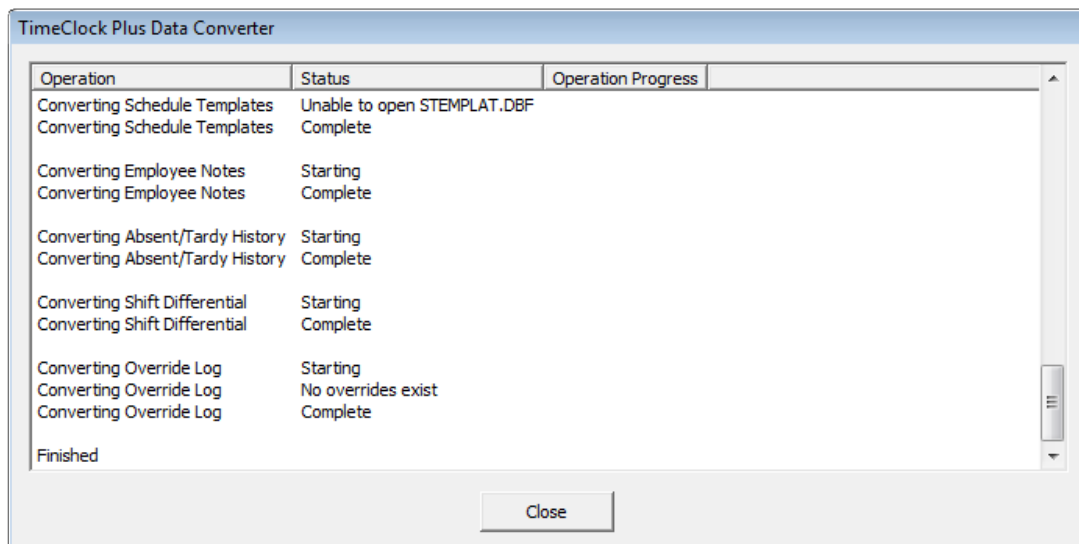 TimeClock Plus Data Converter
Operation Status Operation Progress
Converting Schedule Templates Unable to open STEMPLAT.DBF
Converting Schedule Templates Complete
Converting Employee Notes Starting
Converting Employee Notes Complete
Converting Absent/Tardy History Starting
Converting Absent/Tardy History Complete
Converting Shift Differential Starting
Converting Shift Differential Complete
Converting Override Log Starting
Converting Override Log No overrides exist
Converting Override Log Complete
Finished
Close